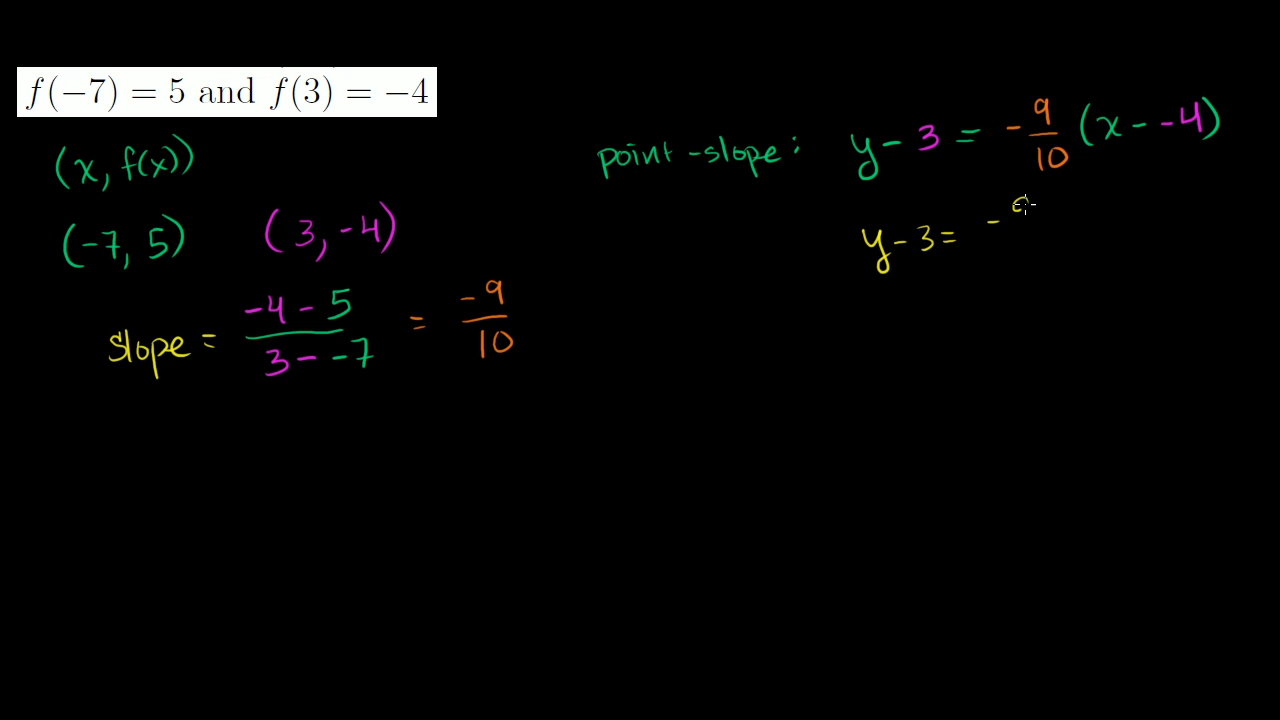 f(−7) = 5 and f(3) = −4
(x, f(x))
(-7, 5) (3, -4)
slope = -4 - 5 / 3 - -7 = -9 / 10
point-slope: y - 3 = -9/10 (x - -4)
y - 3 = -